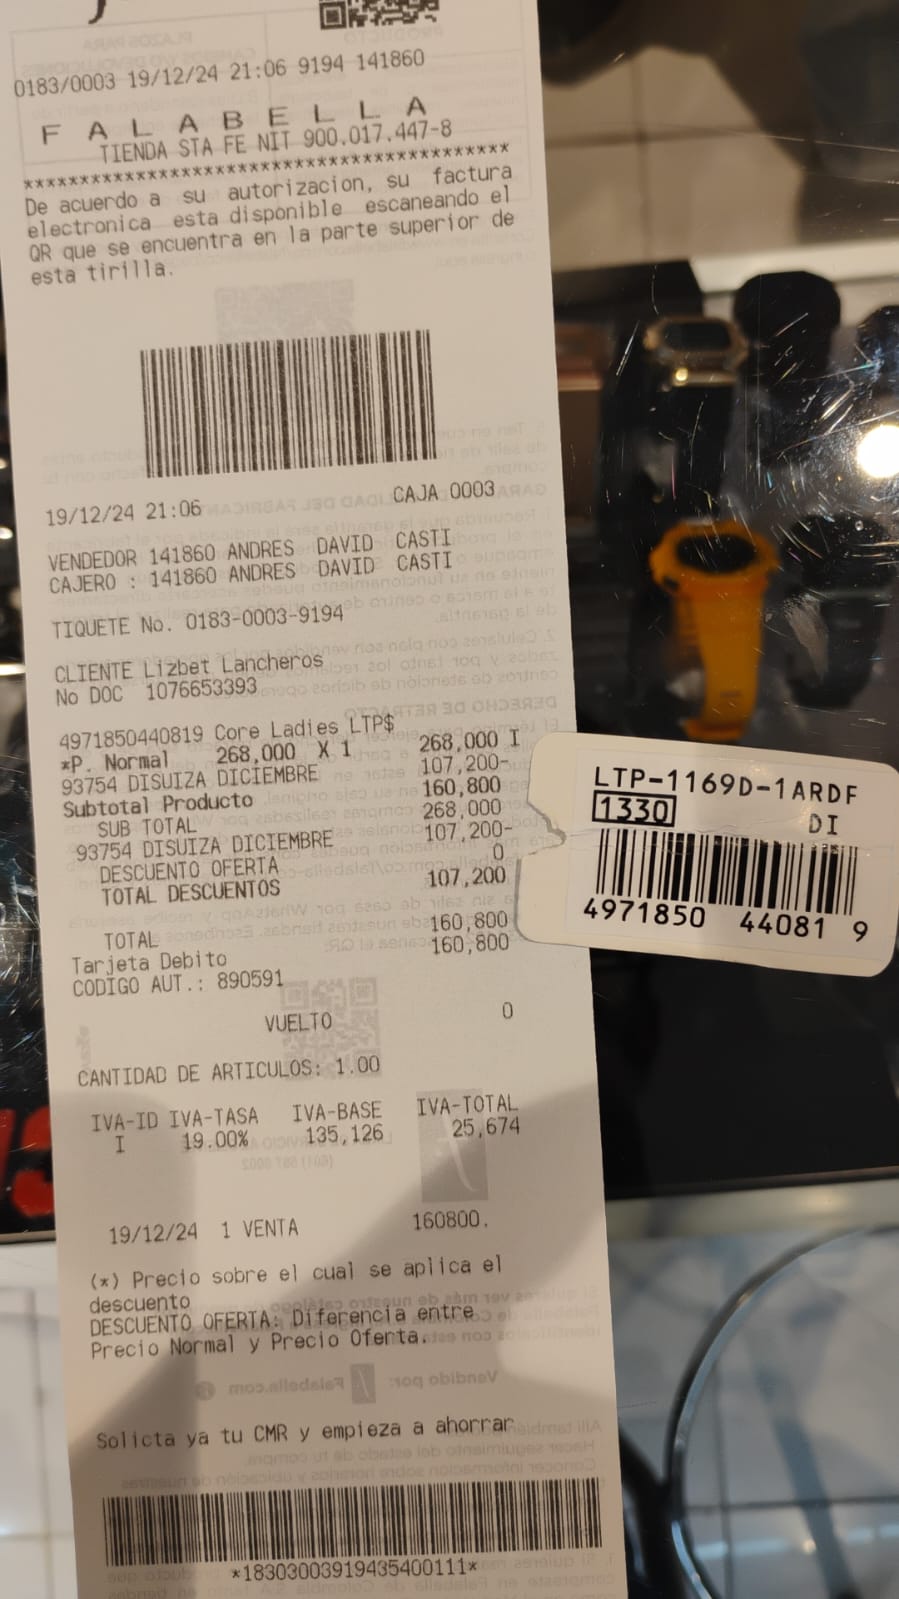 0183/0003 19/12/24 21:06 9194 141860
F A L A B E L L A
TIENDA STA FE NIT 900.017.447-8
*******************************************
De acuerdo a su autorizacion, su factura
electronica esta disponible escaneando el
QR que se encuentra en la parte superior de
esta tirilla.
19/12/24 21:06 CAJA 0003
VENDEDOR 141860 ANDRES DAVID CASTI
CAJERO : 141860 ANDRES DAVID CASTI
TIQUETE No. 0183-0003-9194
CLIENTE Lizbet Lancheros
No DOC 1076653393
4971850440819 Core Ladies LTP$
*P. Normal 268,000 X 1 268,000 I
93754 DISUIZA DICIEMBRE 107,200-
Subtotal Producto 160,800
SUB TOTAL 268,000
93754 DISUIZA DICIEMBRE 107,200-
DESCUENTO OFERTA 0
TOTAL DESCUENTOS 107,200
TOTAL 160,800
Tarjeta Debito 160,800
CODIGO AUT.: 890591
VUELTO 0
CANTIDAD DE ARTICULOS: 1.00
IVA-ID IVA-TASA IVA-BASE IVA-TOTAL
I 19.00% 135,126 25,674
19/12/24 1 VENTA 160800.
(*) Precio sobre el cual se aplica el
descuento
DESCUENTO OFERTA: Diferencia entre
Precio Normal y Precio Oferta.
Solicta ya tu CMR y empieza a ahorrar
*18303003919435400111*
LTP-1169D-1ARDF
1330 DI
4971850 44081 9